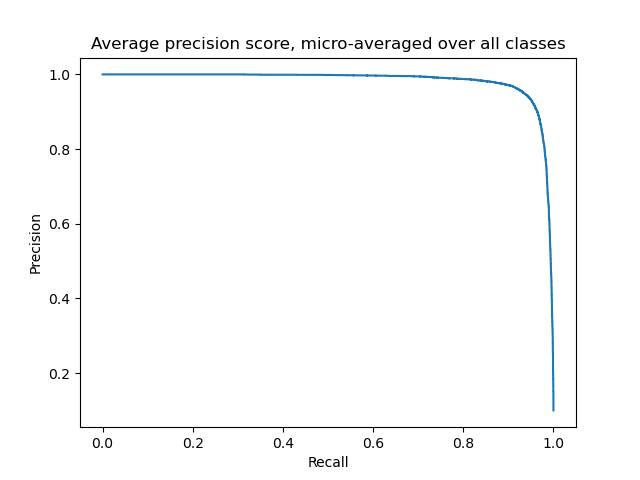 Average precision score, micro-averaged over all classes
1.0
0.8
0.6
0.4
0.2
Precision
0.0 0.2 0.4 0.6 0.8 1.0
Recall